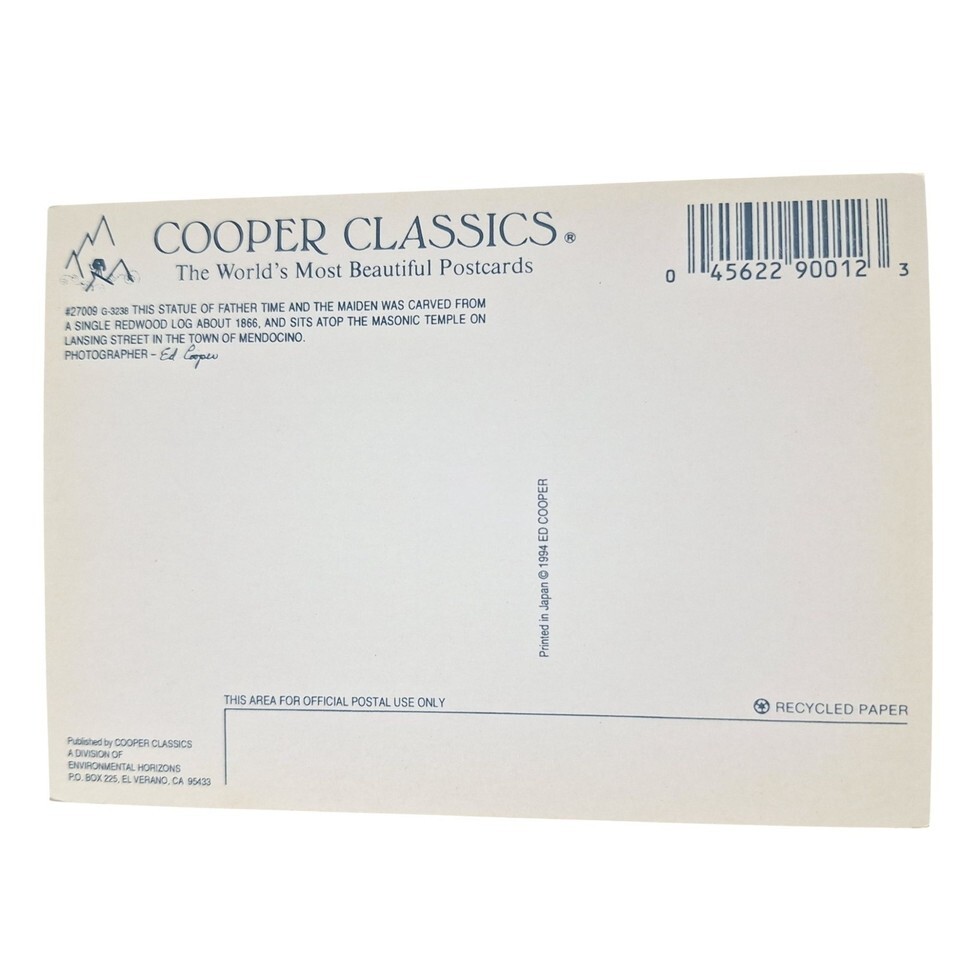 COOPER CLASSICS®
The World's Most Beautiful Postcards
0 45622 90012 3
#27009 G-3238 THIS STATUE OF FATHER TIME AND THE MAIDEN WAS CARVED FROM
A SINGLE REDWOOD LOG ABOUT 1866, AND SITS ATOP THE MASONIC TEMPLE ON
LANSING STREET IN THE TOWN OF MENDOCINO.
PHOTOGRAPHER - Ed Cooper
Printed in Japan © 1994 ED COOPER
THIS AREA FOR OFFICIAL POSTAL USE ONLY
RECYCLED PAPER
Published by COOPER CLASSICS
A DIVISION OF
ENVIRONMENTAL HORIZONS
P.O. BOX 225, EL VERANO, CA 95433